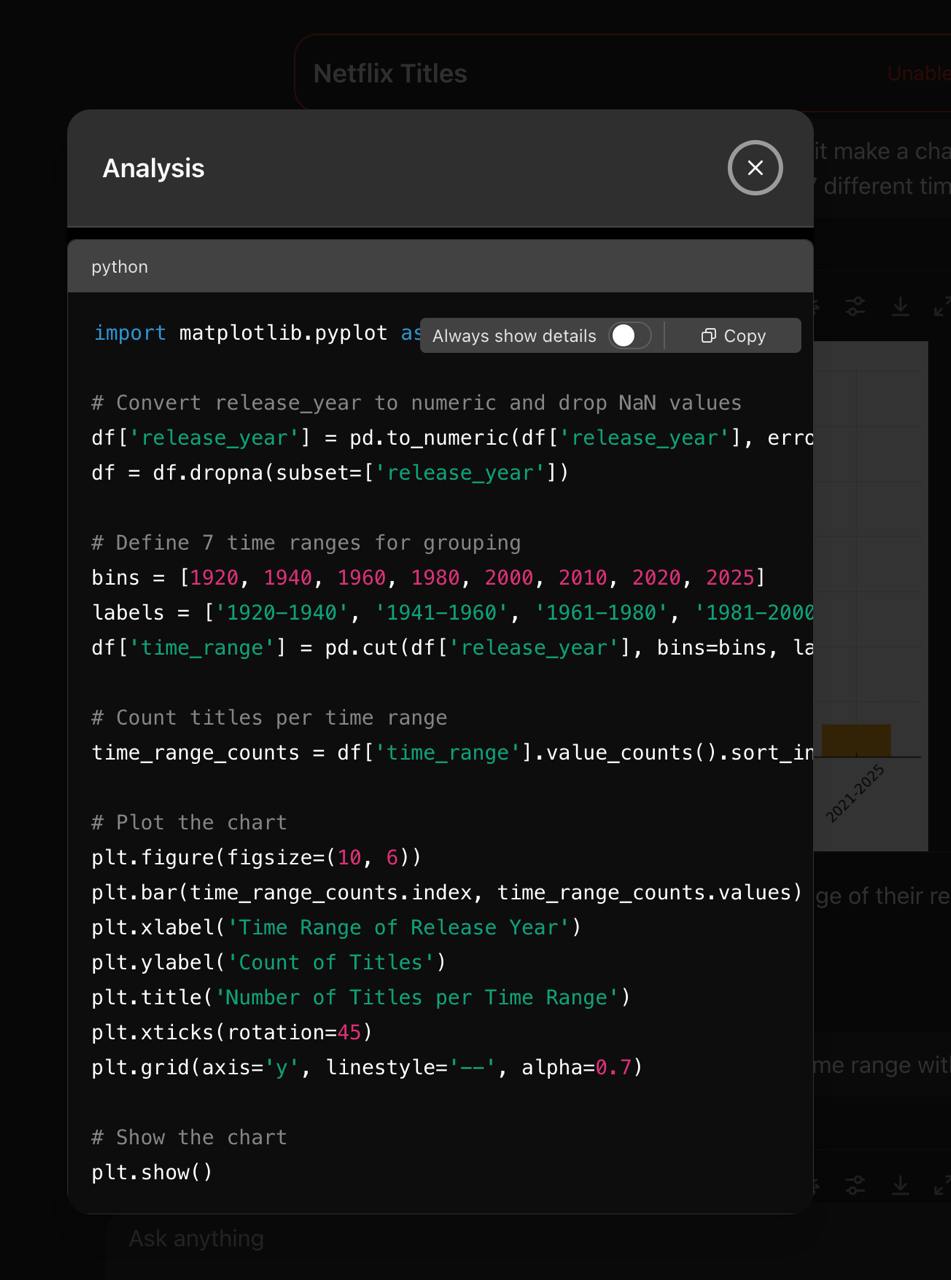 Netflix Titles
Unable
it make a cha
different tim
Analysis
python
import matplotlib.pyplot as
Always show details
Copy
# Convert release_year to numeric and drop NaN values
df['release_year'] = pd.to_numeric(df['release_year'], erro
df = df.dropna(subset=['release_year'])
# Define 7 time ranges for grouping
bins = [1920, 1940, 1960, 1980, 2000, 2010, 2020, 2025]
labels = ['1920-1940', '1941-1960', '1961-1980', '1981-2000
df['time_range'] = pd.cut(df['release_year'], bins=bins, la
# Count titles per time range
time_range_counts = df['time_range'].value_counts().sort_in
2021-2025
# Plot the chart
plt.figure(figsize=(10, 6))
plt.bar(time_range_counts.index, time_range_counts.values)
ge of their re
plt.xlabel('Time Range of Release Year')
plt.ylabel('Count of Titles')
plt.title('Number of Titles per Time Range')
plt.xticks(rotation=45)
plt.grid(axis='y', linestyle='--', alpha=0.7)
me range with
# Show the chart
plt.show()
Ask anything